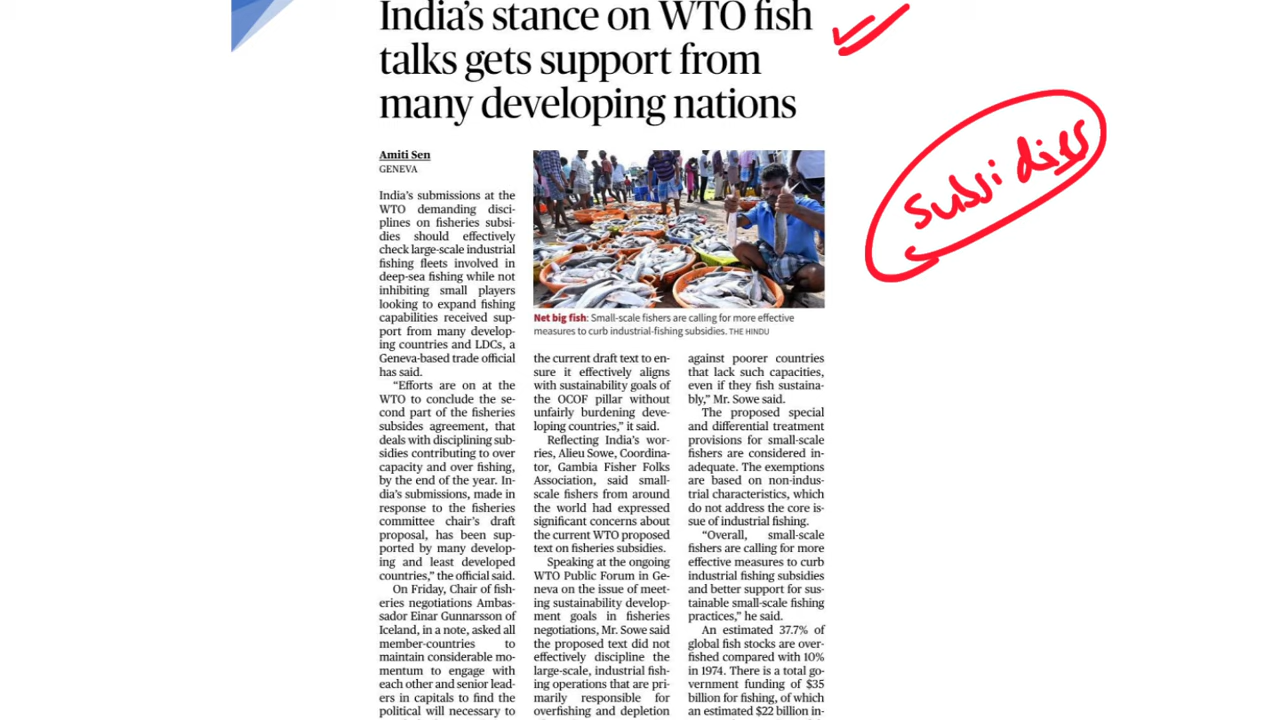 India's stance on WTO fish
talks gets support from
many developing nations
subsidies
Amiti Sen
GENEVA
India's submissions at the
WTO demanding disci-
plines on fisheries subsi-
dies should effectively
check large-scale industrial
fishing fleets involved in
deep-sea fishing while not
inhibiting small players
looking to expand fishing
capabilities received sup-
port from many develop-
ing countries and LDCs, a
Geneva-based trade official
has said.
"Efforts are on at the
WTO to conclude the se-
cond part of the fisheries
subsides agreement, that
deals with disciplining sub-
sidies contributing to over
capacity and over fishing,
by the end of the year. In-
dia's submissions, made in
response to the fisheries
committee chair's draft
proposal, has been sup-
ported by many develop-
ing and least developed
countries," the official said.
On Friday, Chair of fish-
eries negotiations Ambas-
sador Einar Gunnarsson of
Iceland, in a note, asked all
member-countries to
maintain considerable mo-
mentum to engage with
each other and senior lead-
ers in capitals to find the
political will necessary to
Net big fish: Small-scale fishers are calling for more effective
measures to curb industrial-fishing subsidies. THE HINDU
the current draft text to en-
sure it effectively aligns
with sustainability goals of
the OCOF pillar without
unfairly burdening deve-
loping countries," it said.
Reflecting India's wor-
ries, Alieu Sowe, Coordina-
tor, Gambia Fisher Folks
Association, said small-
scale fishers from around
the world had expressed
significant concerns about
the current WTO proposed
text on fisheries subsidies.
Speaking at the ongoing
WTO Public Forum in Ge-
neva on the issue of meet-
ing sustainability develop-
ment goals in fisheries
negotiations, Mr. Sowe said
the proposed text did not
effectively discipline the
large-scale, industrial fish-
ing operations that are pri-
marily responsible for
overfishing and depletion
against poorer countries
that lack such capacities,
even if they fish sustaina-
bly," Mr. Sowe said.
The proposed special
and differential treatment
provisions for small-scale
fishers are considered in-
adequate. The exemptions
are based on non-indus-
trial characteristics, which
do not address the core is-
sue of industrial fishing.
"Overall, small-scale
fishers are calling for more
effective measures to curb
industrial fishing subsidies
and better support for sus-
tainable small-scale fishing
practices," he said.
An estimated 37.7% of
global fish stocks are over-
fished compared with 10%
in 1974. There is a total go-
vernment funding of $35
billion for fishing, of which
an estimated $22 billion in-